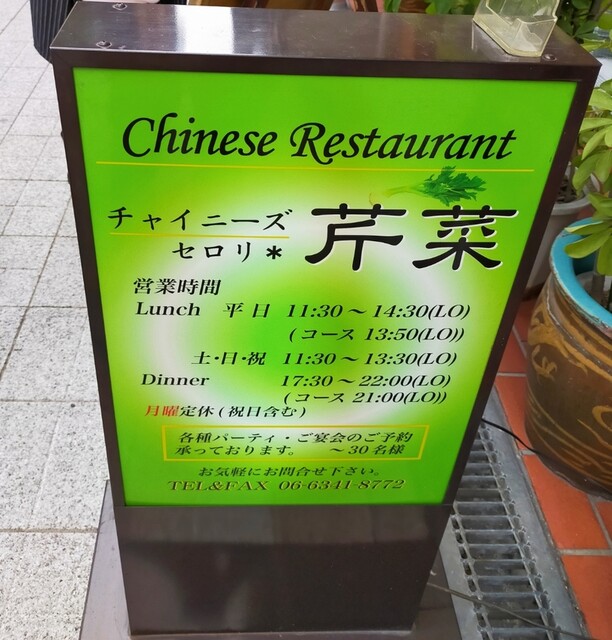 Chinese Restaurant
チャイニーズ
セロリ＊ 芹菜
営業時間
Lunch 平日 11:30～14:30(LO)
(コース 13:50(LO))
土･日･祝 11:30～13:30(LO)
Dinner 17:30～22:00(LO)
(コース 21:00(LO))
月曜定休(祝日含む)
各種パーティ・ご宴会のご予約
承っております。 ～30名様
お気軽にお問合せ下さい。
TEL&FAX 06-6341-8772